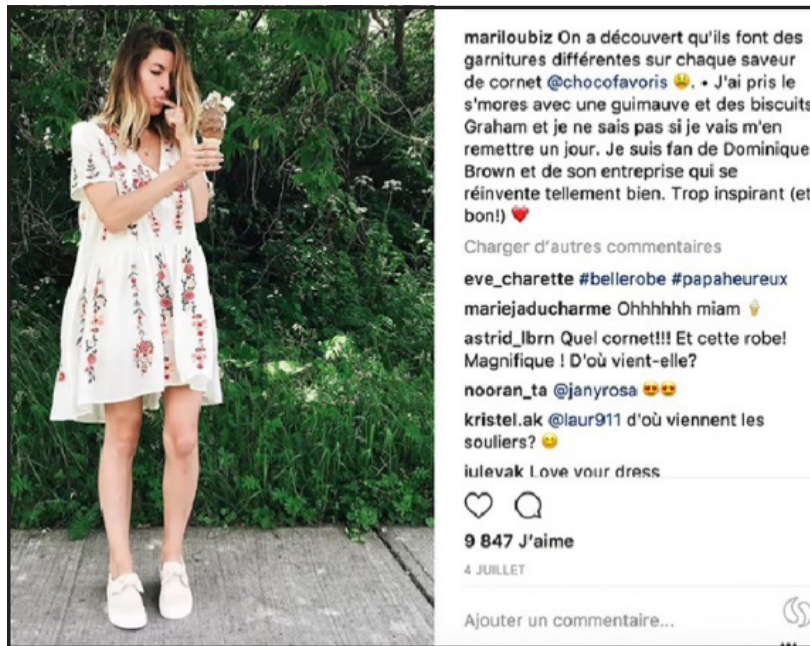 mariloubiz On a découvert qu'ils font des
garnitures différentes sur chaque saveur
de cornet @chocofavoris 😫. • J'ai pris le
s'mores avec une guimauve et des biscuits
Graham et je ne sais pas si je vais m'en
remettre un jour. Je suis fan de Dominique
Brown et de son entreprise qui se
réinvente tellement bien. Trop inspirant (et
bon!) ❤️
Charger d'autres commentaires
eve_charette #bellerobe #papaheureux
mariejaducharme Ohhhhhh miam 🍦
astrid_lbrn Quel cornet!!! Et cette robe!
Magnifique ! D'où vient-elle?
nooran_ta @janyrosa 😍😍
kristel.ak @laur911 d'où viennent les
souliers? 😊
iulevak Love your dress
9 847 J'aime
4 JUILLET
Ajouter un commentaire...